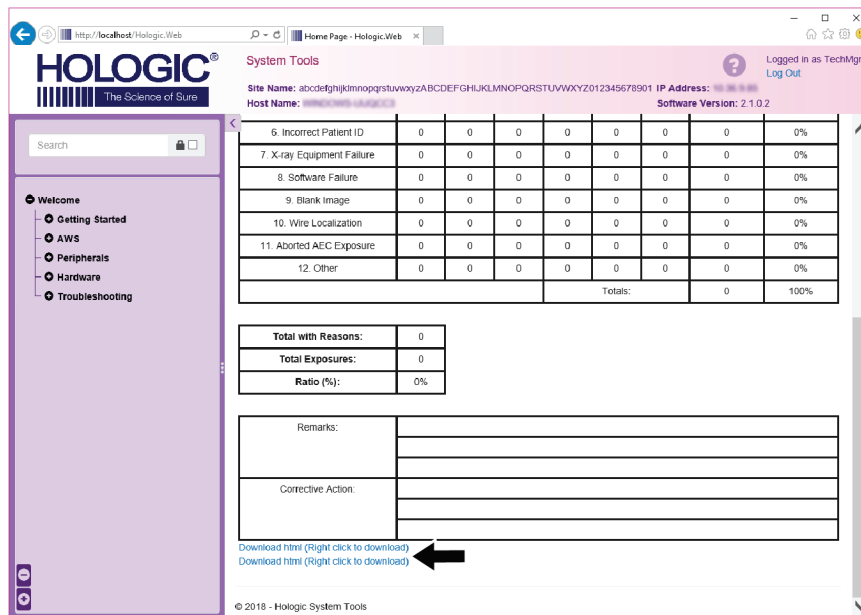 http://localhost/Hologic.Web
Home Page - Hologic.Web
HOLOGIC®
The Science of Sure
System Tools
?
Logged in as TechMgr
Log Out
Site Name: abcdefghijklmnopqrstuvwxyzABCDEFGHIJKLMNOPQRSTUVWXYZ012345678901 IP Address:
Host Name:
Software Version: 2.1.0.2
Search
Welcome
Getting Started
AWS
Peripherals
Hardware
Troubleshooting
6. Incorrect Patient ID 0 0 0 0 0 0 0 0%
7. X-ray Equipment Failure 0 0 0 0 0 0 0 0%
8. Software Failure 0 0 0 0 0 0 0 0%
9. Blank Image 0 0 0 0 0 0 0 0%
10. Wire Localization 0 0 0 0 0 0 0 0%
11. Aborted AEC Exposure 0 0 0 0 0 0 0 0%
12. Other 0 0 0 0 0 0 0 0%
Totals: 0 100%
Total with Reasons: 0
Total Exposures: 0
Ratio (%): 0%
Remarks:
Corrective Action:
Download html (Right click to download)
Download html (Right click to download)
© 2018 - Hologic System Tools